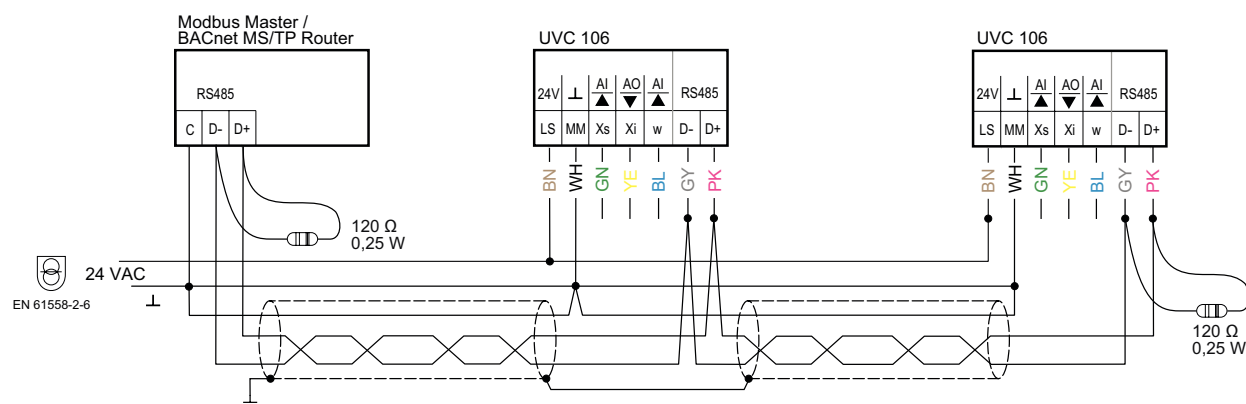 Modbus Master /
BACnet MS/TP Router
RS485
C D- D+
120 Ω
0,25 W
UVC 106
24V ⊥ AI AO AI RS485
LS MM Xs Xi w D- D+
BN WH GN YE BL GY PK
UVC 106
24V ⊥ AI AO AI RS485
LS MM Xs Xi w D- D+
BN WH GN YE BL GY PK
120 Ω
0,25 W
24 VAC
⊥
EN 61558-2-6